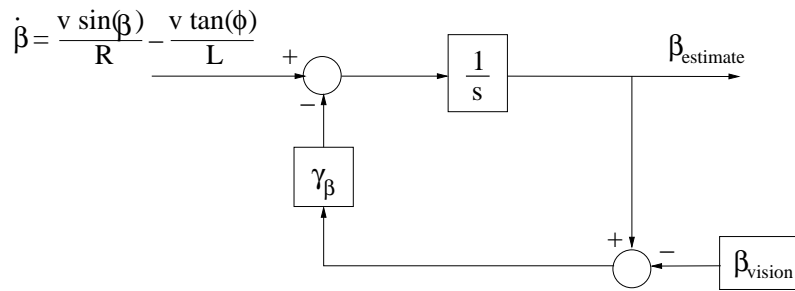 β̇ = v sin(β)/R − v tan(ϕ)/L
+
−
1/s
β_estimate
γ_β
+
−
β_vision